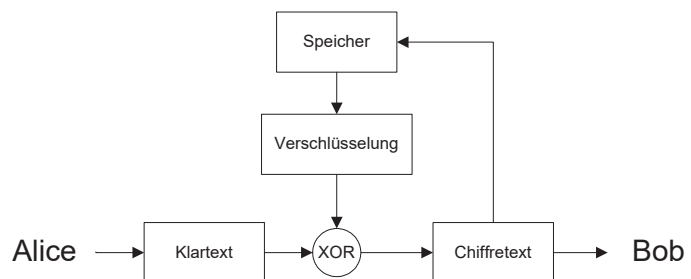 Speicher
Verschlüsselung
Alice
Klartext
XOR
Chiffretext
Bob